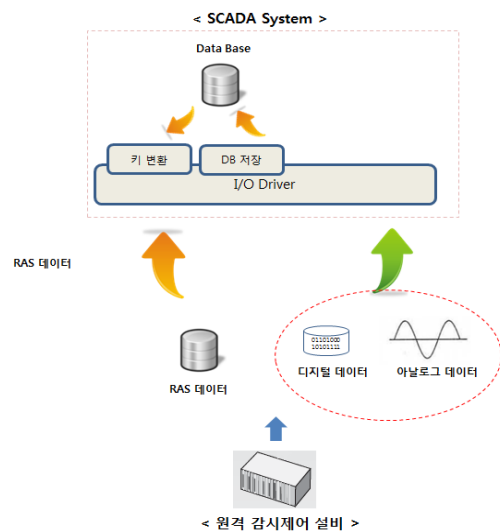 < SCADA System >
Data Base
키 변환
DB 저장
I/O Driver
RAS 데이터
01101000
10101111
RAS 데이터
디지털 데이터
아날로그 데이터
< 원격 감시제어 설비 >